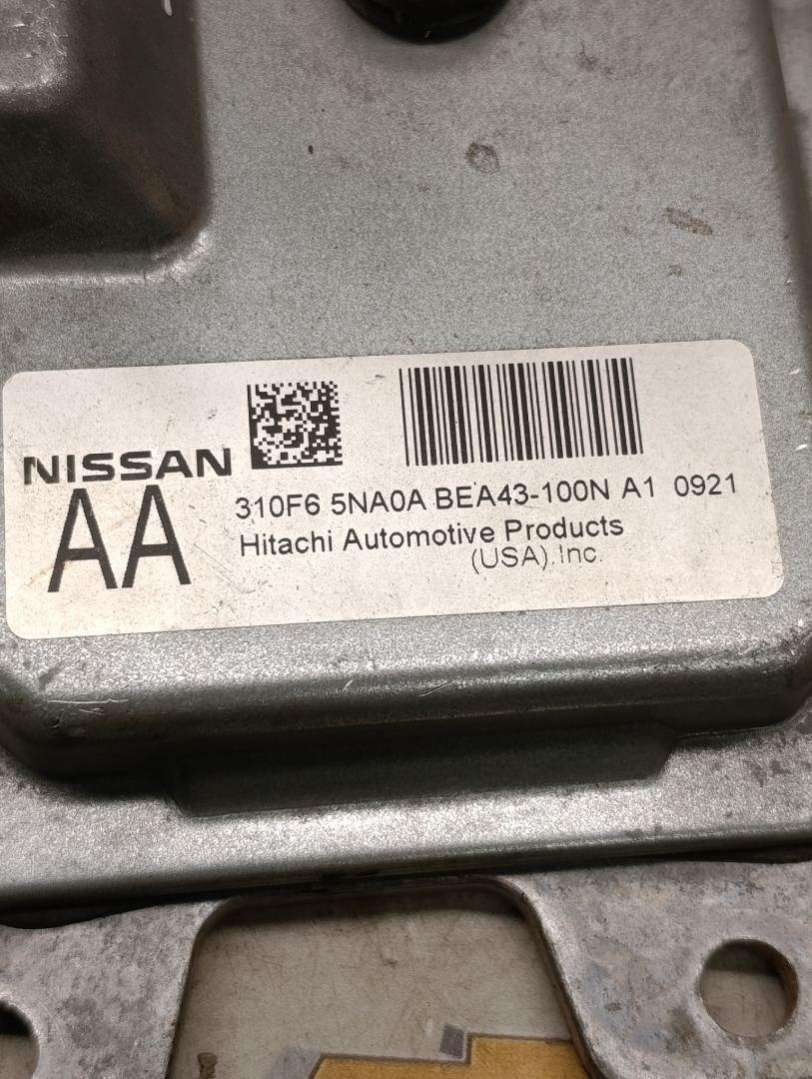 NISSAN
AA
310F6 5NA0A BEA43-100N A1 0921
Hitachi Automotive Products
(USA),Inc.